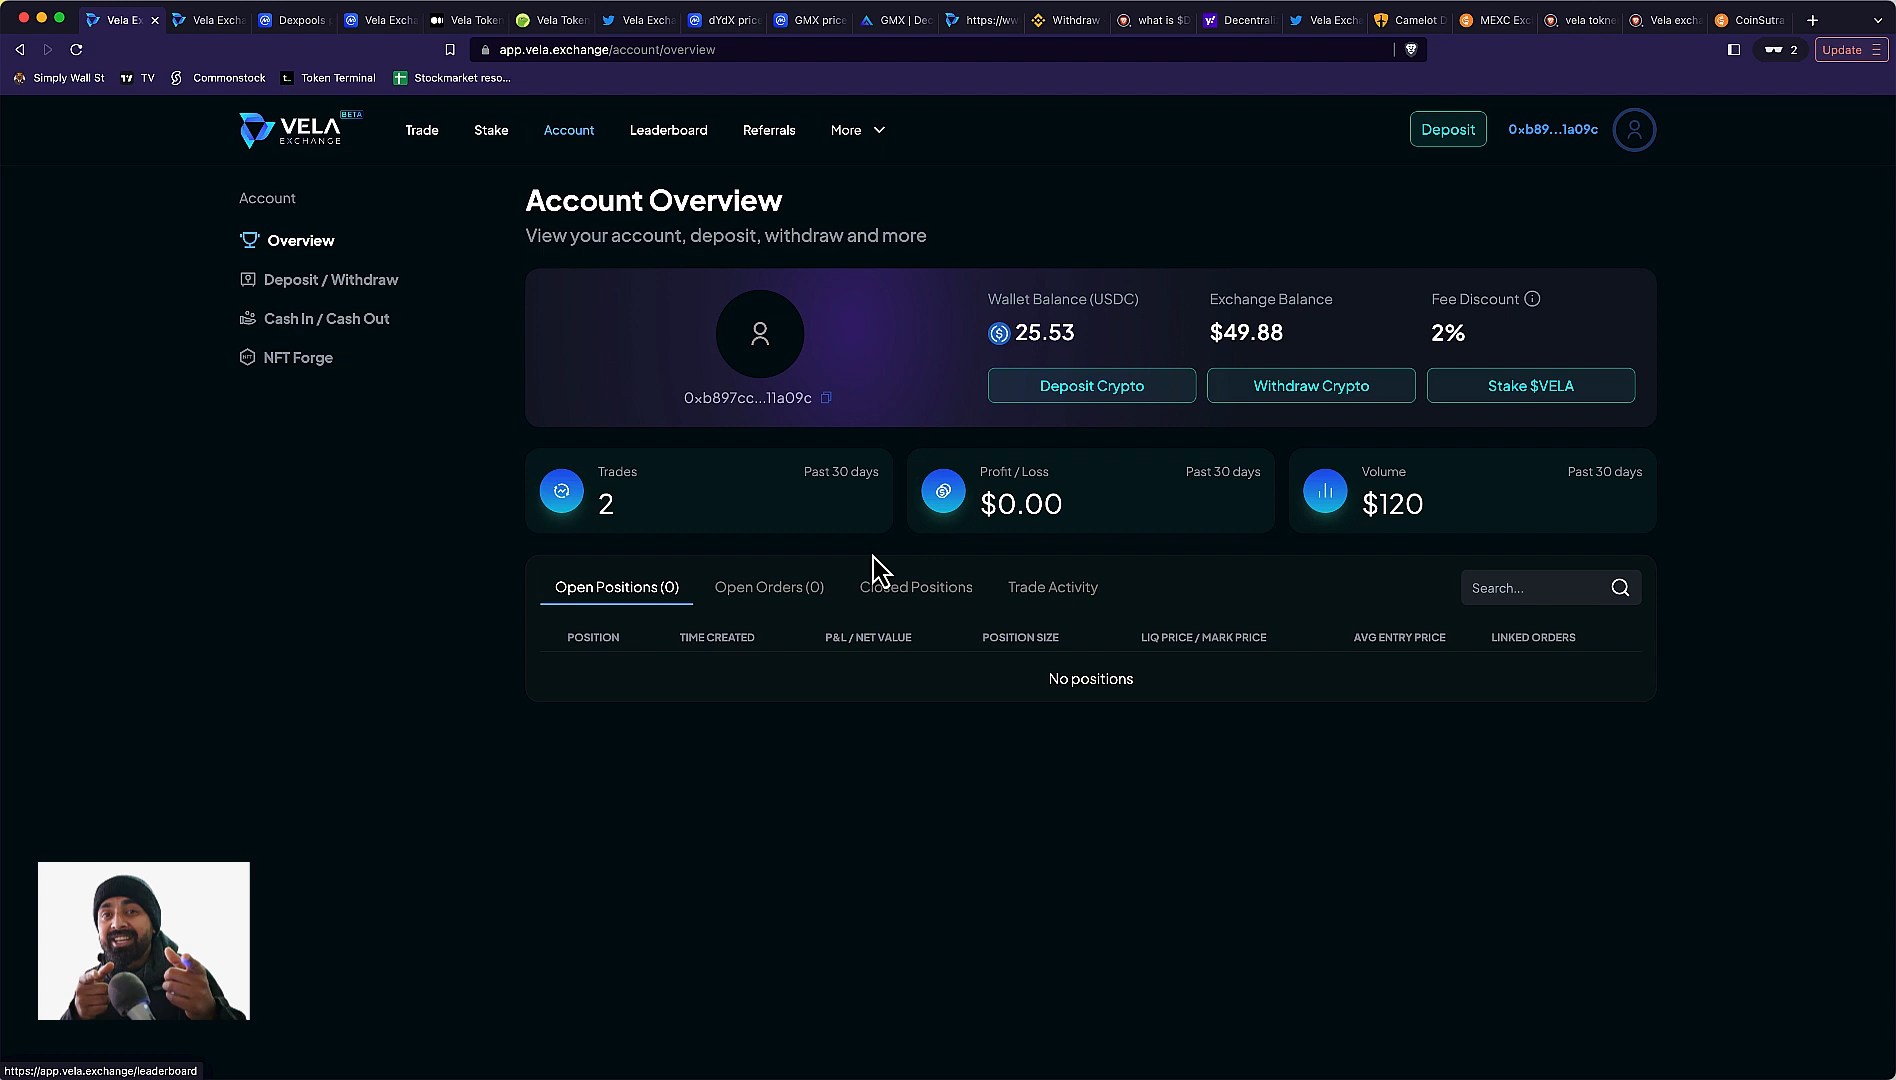 Vela Ex
Vela Excha
Dexpools p
Vela Excha
Vela Token
Vela Token
Vela Excha
dYdX price
GMX price
GMX | Dec
https://ww
Withdraw
what is $D
Decentrali
Vela Excha
Camelot D
MEXC Exc
vela tokne
Vela excha
CoinSutra
app.vela.exchange/account/overview
2
Update
Simply Wall St
TV
Commonstock
Token Terminal
Stockmarket reso...
VELA
EXCHANGE
BETA
Trade
Stake
Account
Leaderboard
Referrals
More
Deposit
0xb89...1a09c
Account
Overview
Deposit / Withdraw
Cash In / Cash Out
NFT Forge
Account Overview
View your account, deposit, withdraw and more
0xb897cc...11a09c
Wallet Balance (USDC)
25.53
Deposit Crypto
Exchange Balance
$49.88
Withdraw Crypto
Fee Discount
2%
Stake $VELA
Trades
Past 30 days
2
Profit / Loss
Past 30 days
$0.00
Volume
Past 30 days
$120
Open Positions (0)
Open Orders (0)
Closed Positions
Trade Activity
Search...
POSITION
TIME CREATED
P&L / NET VALUE
POSITION SIZE
LIQ PRICE / MARK PRICE
AVG ENTRY PRICE
LINKED ORDERS
No positions
https://app.vela.exchange/leaderboard